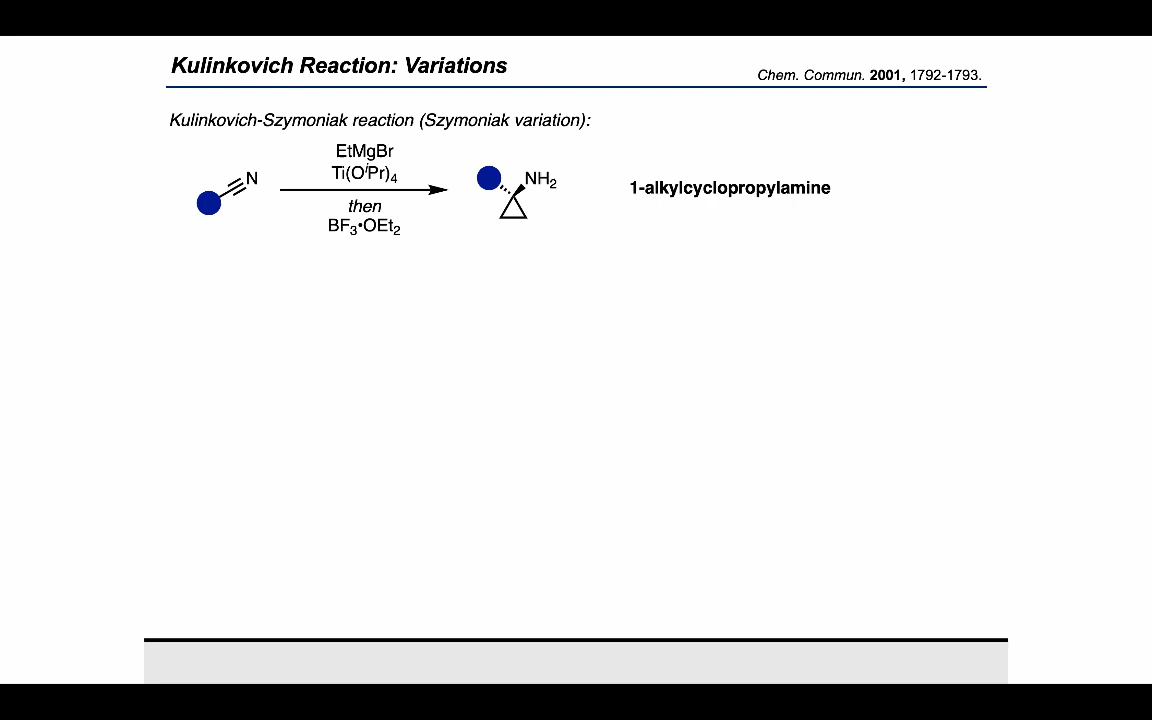 Kulinkovich Reaction: Variations
Chem. Commun. 2001, 1792-1793.
Kulinkovich-Szymoniak reaction (Szymoniak variation):
EtMgBr
Ti(OⁱPr)₄
then
BF₃•OEt₂
N
NH₂
1-alkylcyclopropylamine